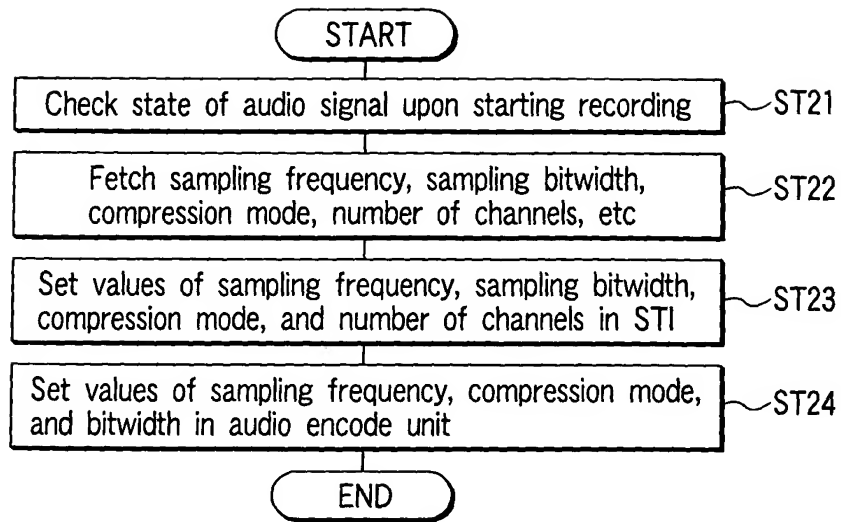 START
Check state of audio signal upon starting recording
ST21
Fetch sampling frequency, sampling bitwidth,
compression mode, number of channels, etc
ST22
Set values of sampling frequency, sampling bitwidth,
compression mode, and number of channels in STI
ST23
Set values of sampling frequency, compression mode,
and bitwidth in audio encode unit
ST24
END